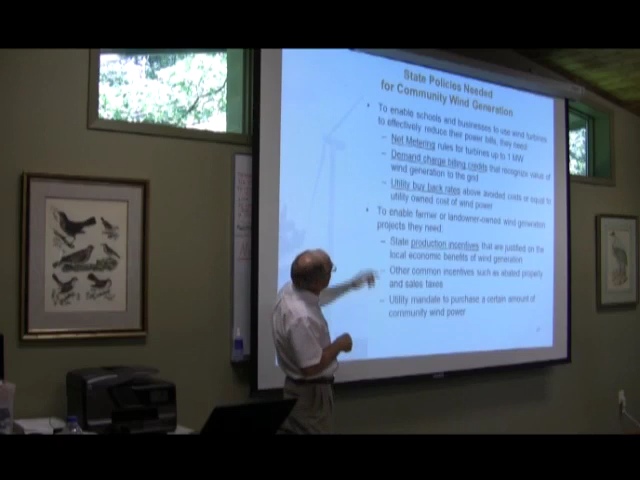 State Policies Needed
for Community Wind Generation
• To enable schools and businesses to use wind turbines
to effectively reduce their power bills, they need
– Net Metering rules for turbines up to 1 MW
– Demand charge billing credits that recognize value of
wind generation to the grid
– Utility buy back rates above avoided costs or equal to
utility owned cost of wind power
• To enable farmer or landowner-owned wind generation
projects they need:
– State production incentives that are justified on the
local economic benefits of wind generation
– Other common incentives such as abated property
and sales taxes
– Utility mandate to purchase a certain amount of
community wind power